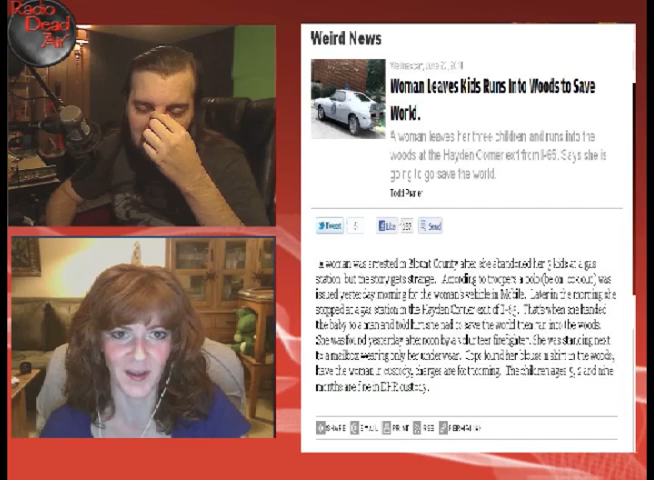 Radio
Dead
Air
Weird News
Woman Leaves Kids Runs Into Woods to Save
World.
A woman leaves her three children and runs into the
woods at the Hayden Corner exit from I-65. Says she is
going to go save the world.
Tweet
Like
Send
A woman was arrested in Blount County after she abandoned her 3 kids at a gas
station, but the story gets strange. According to troopers a bolo (be on lookout) was
issued yesterday morning for the woman's vehicle in Mobile. Later in the morning she
stopped at a gas station in the Hayden Corner exit of I-65. That's when she handed
the baby to a man and told him she had to save the world then ran into the woods.
She was found yesterday afternoon by a volunteer firefighter. She was standing next
to a mailbox wearing only her underwear. Cops found her blouse in the woods,
have the woman in custody, charges are forthcoming. The children ages 5, 2 and nine
months are fine in DHR custody.
SHARE EMAIL PRINT RSS PERMALINK